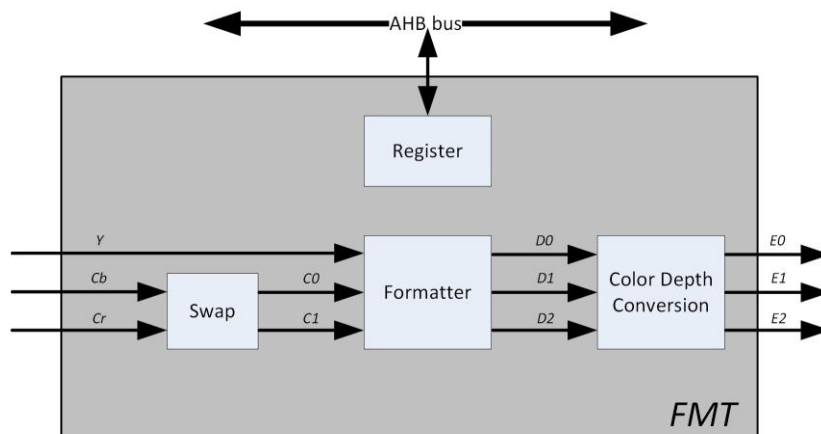 AHB bus
Register
Y
Cb
Cr
Swap
C0
C1
Formatter
D0
D1
D2
Color Depth
Conversion
E0
E1
E2
FMT